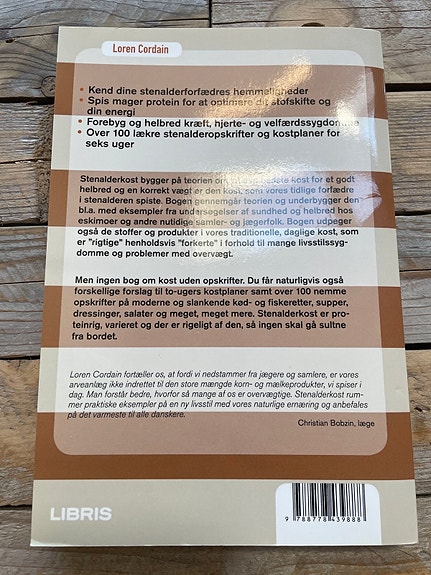 Loren Cordain
• Kend dine stenalderforfædres hemmeligheder
• Spis mager protein for at optimere dit stofskifte og
din energi
• Forebyg og helbred kræft, hjerte- og velfærdssygdomme
• Over 100 lækre stenalderopskrifter og kostplaner for
seks uger
Stenalderkost bygger på teorien om, at den bedste kost for et godt
helbred og en korrekt vægt er den kost, som vores tidlige forfædre
i stenalderen spiste. Bogen gennemgår teorien og underbygger den
bl.a. med eksempler fra undersøgelser af sundhed og helbred hos
eskimoer og andre nutidige samler- og jægerfolk. Bogen udpeger
også de stoffer og produkter i vores traditionelle, daglige kost, som
er "rigtige" henholdsvis "forkerte" i forhold til mange livsstilssyg-
domme og problemer med overvægt.
Men ingen bog om kost uden opskrifter. Du får naturligvis også
forskellige forslag til to-ugers kostplaner samt over 100 nemme
opskrifter på moderne og slankende kød- og fiskeretter, supper,
dressinger, salater og meget, meget mere. Stenalderkost er pro-
teinrig, varieret og der er rigeligt af den, så ingen skal gå sultne
fra bordet.
Loren Cordain fortæller os, at fordi vi nedstammer fra jægere og samlere, er vores
arveanlæg ikke indrettet til den store mængde korn- og mælkeprodukter, vi spiser i
dag. Man forstår bedre, hvorfor så mange af os er overvægtige. Stenalderkost rum-
mer praktiske eksempler på en ny livsstil med vores naturlige ernæring og anbefales
på det varmeste til alle danskere.
Christian Bobzin, læge
LIBRIS
9 788778 439888